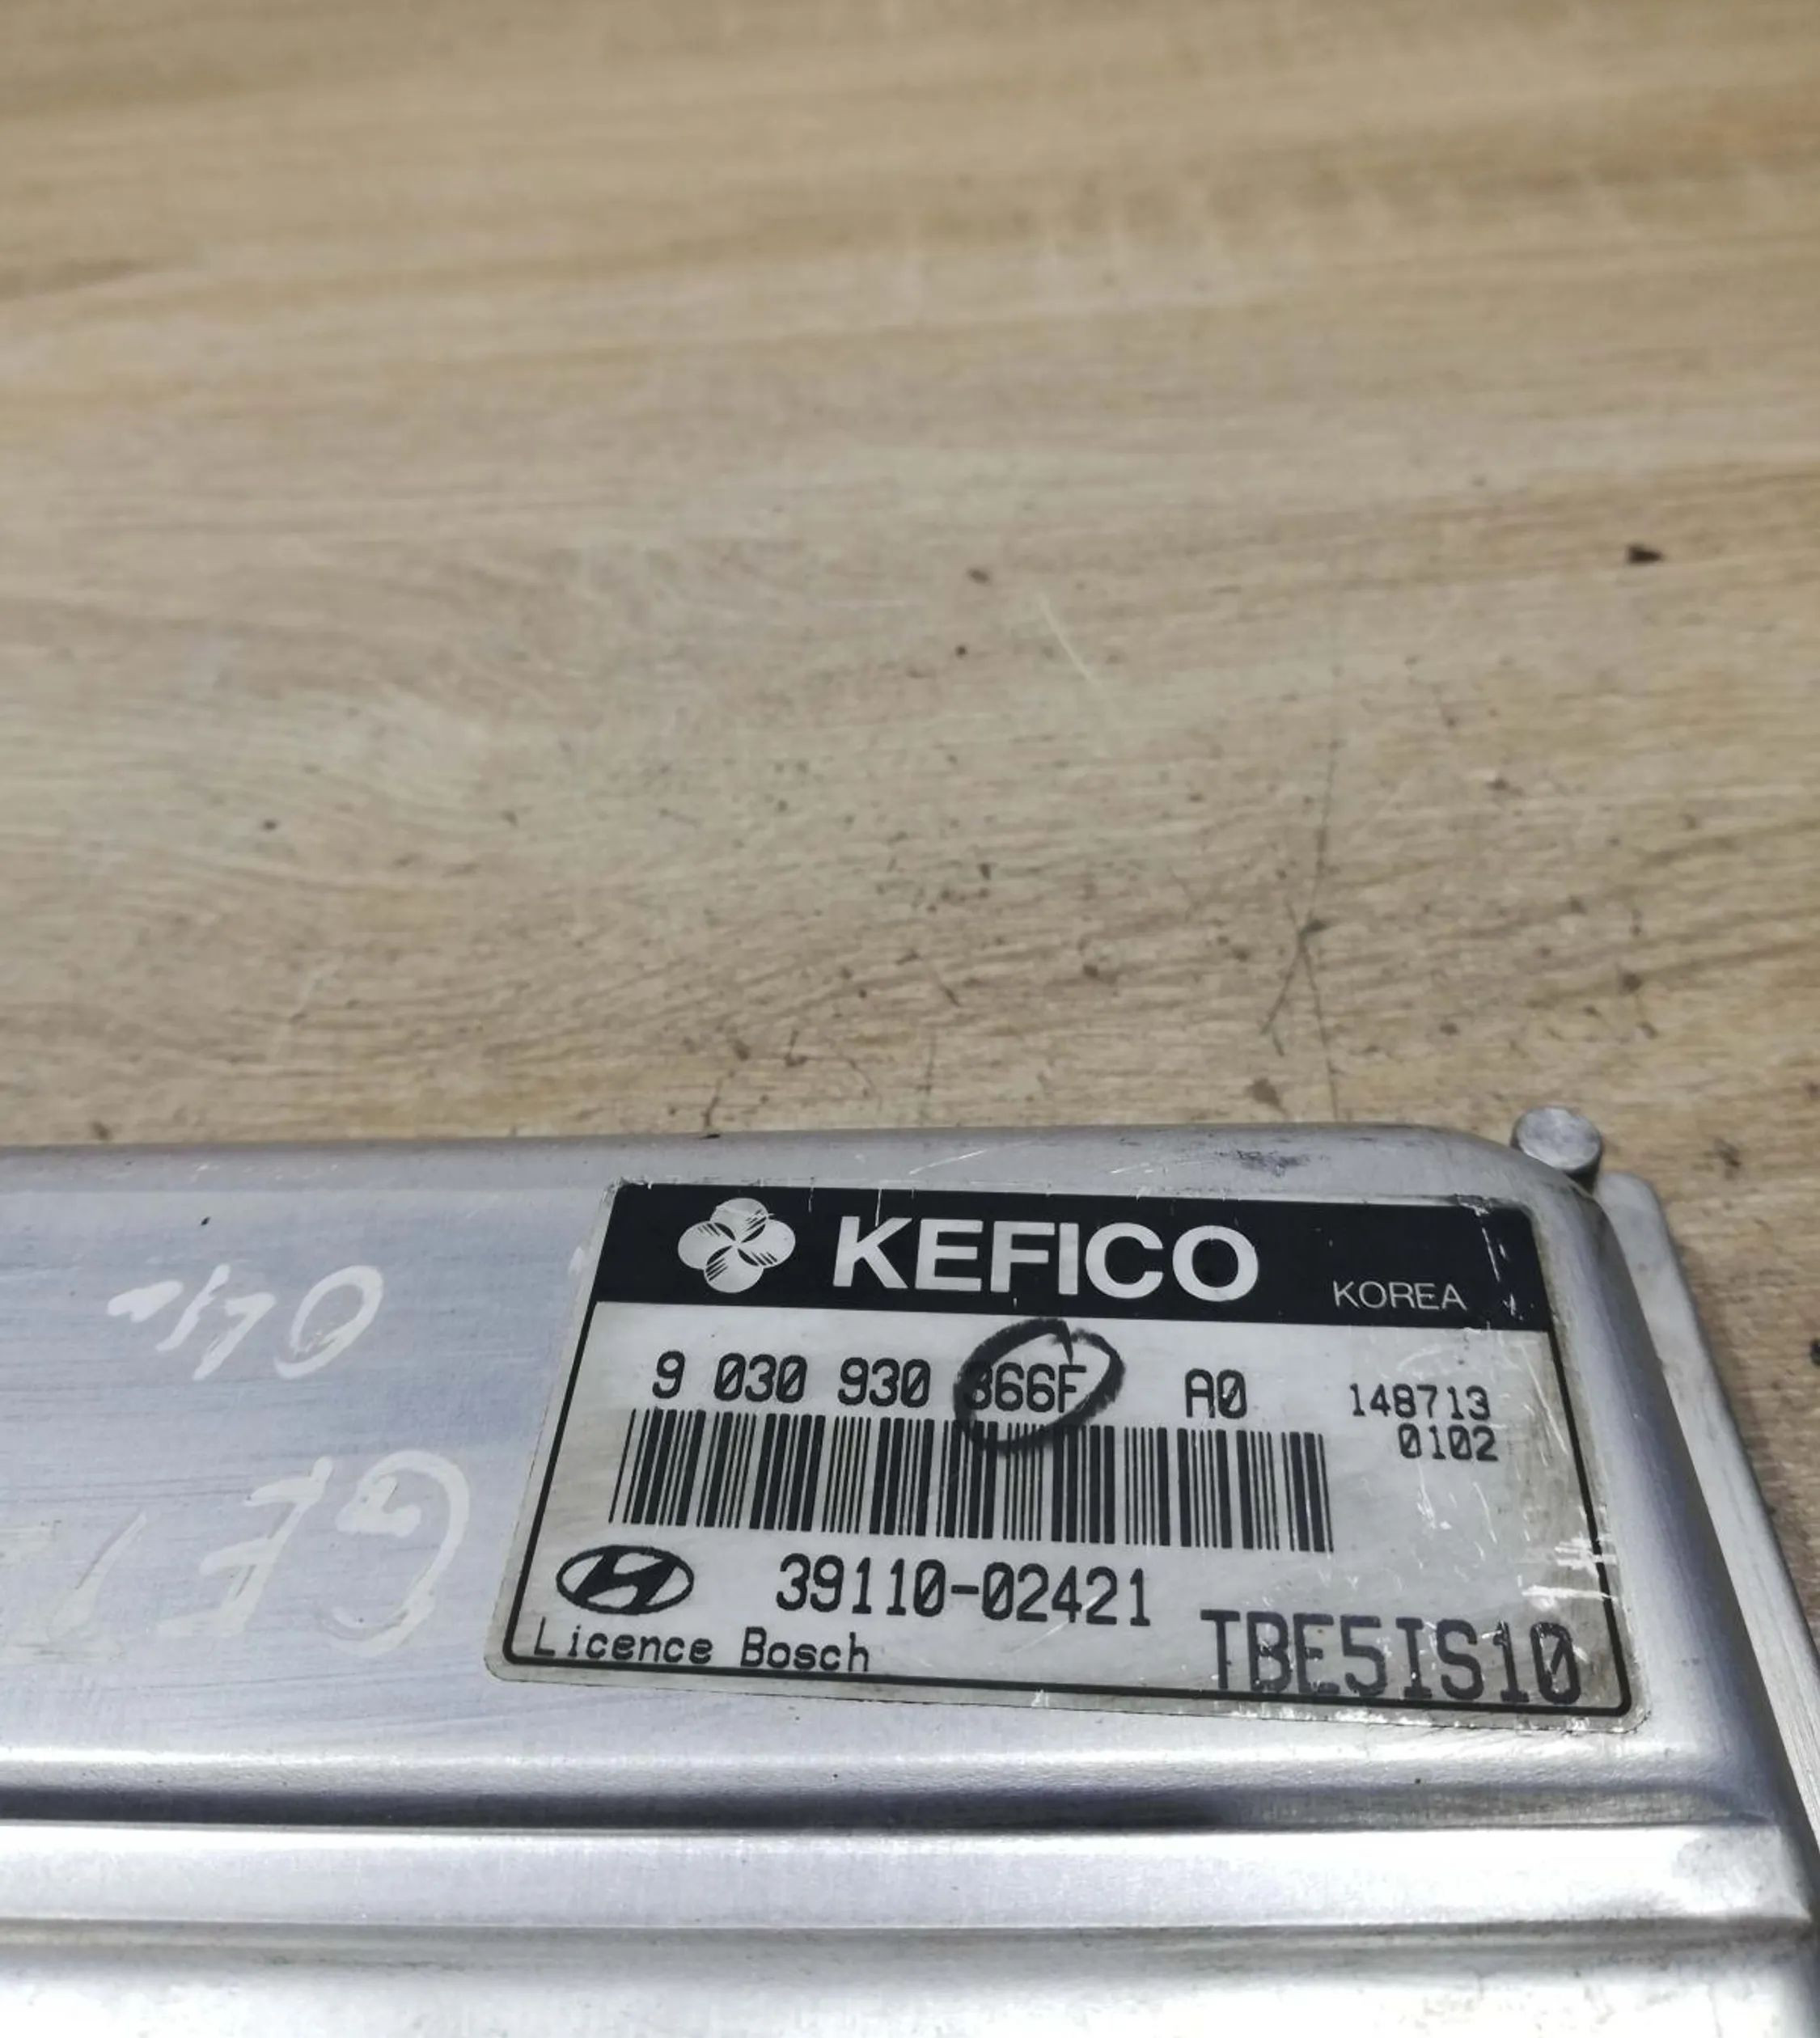 KEFICO KOREA
9 030 930 366F A0 148713
0102
39110-02421
Licence Bosch TBE5IS10